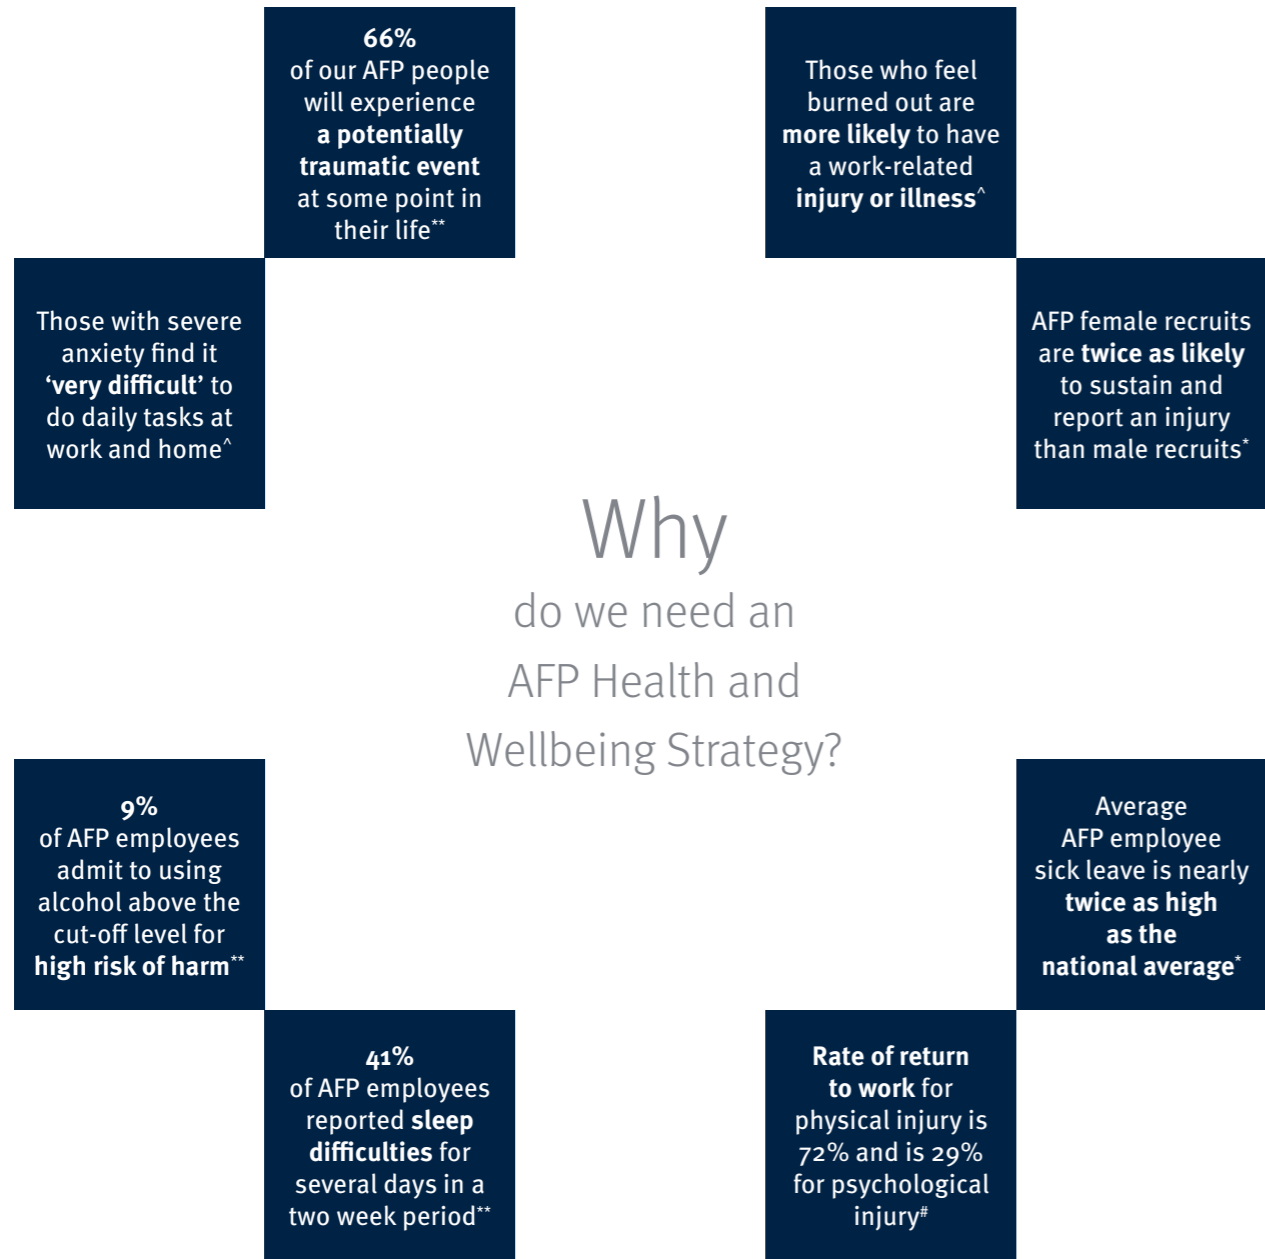 66%
of our AFP people
will experience
a potentially
traumatic event
at some point in
their life**
Those who feel
burned out are
more likely to have
a work-related
injury or illness^
Those with severe
anxiety find it
‘very difficult’ to
do daily tasks at
work and home^
AFP female recruits
are twice as likely
to sustain and
report an injury
than male recruits*
Why
do we need an
AFP Health and
Wellbeing Strategy?
9%
of AFP employees
admit to using
alcohol above the
cut-off level for
high risk of harm**
Average
AFP employee
sick leave is nearly
twice as high
as the
national average*
41%
of AFP employees
reported sleep
difficulties for
several days in a
two week period**
Rate of return
to work for
physical injury is
72% and is 29%
for psychological
injury#